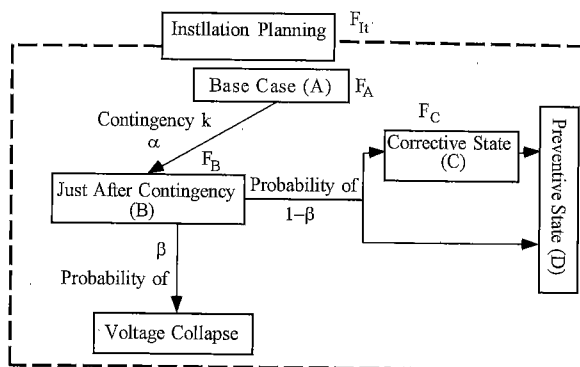 Instllation Planning
F_It
Base Case (A)
F_A
Contingency k
α
F_B
Just After Contingency
(B)
Probability of
1−β
F_C
Corrective State
(C)
Preventive State (D)
β
Probability of
Voltage Collapse